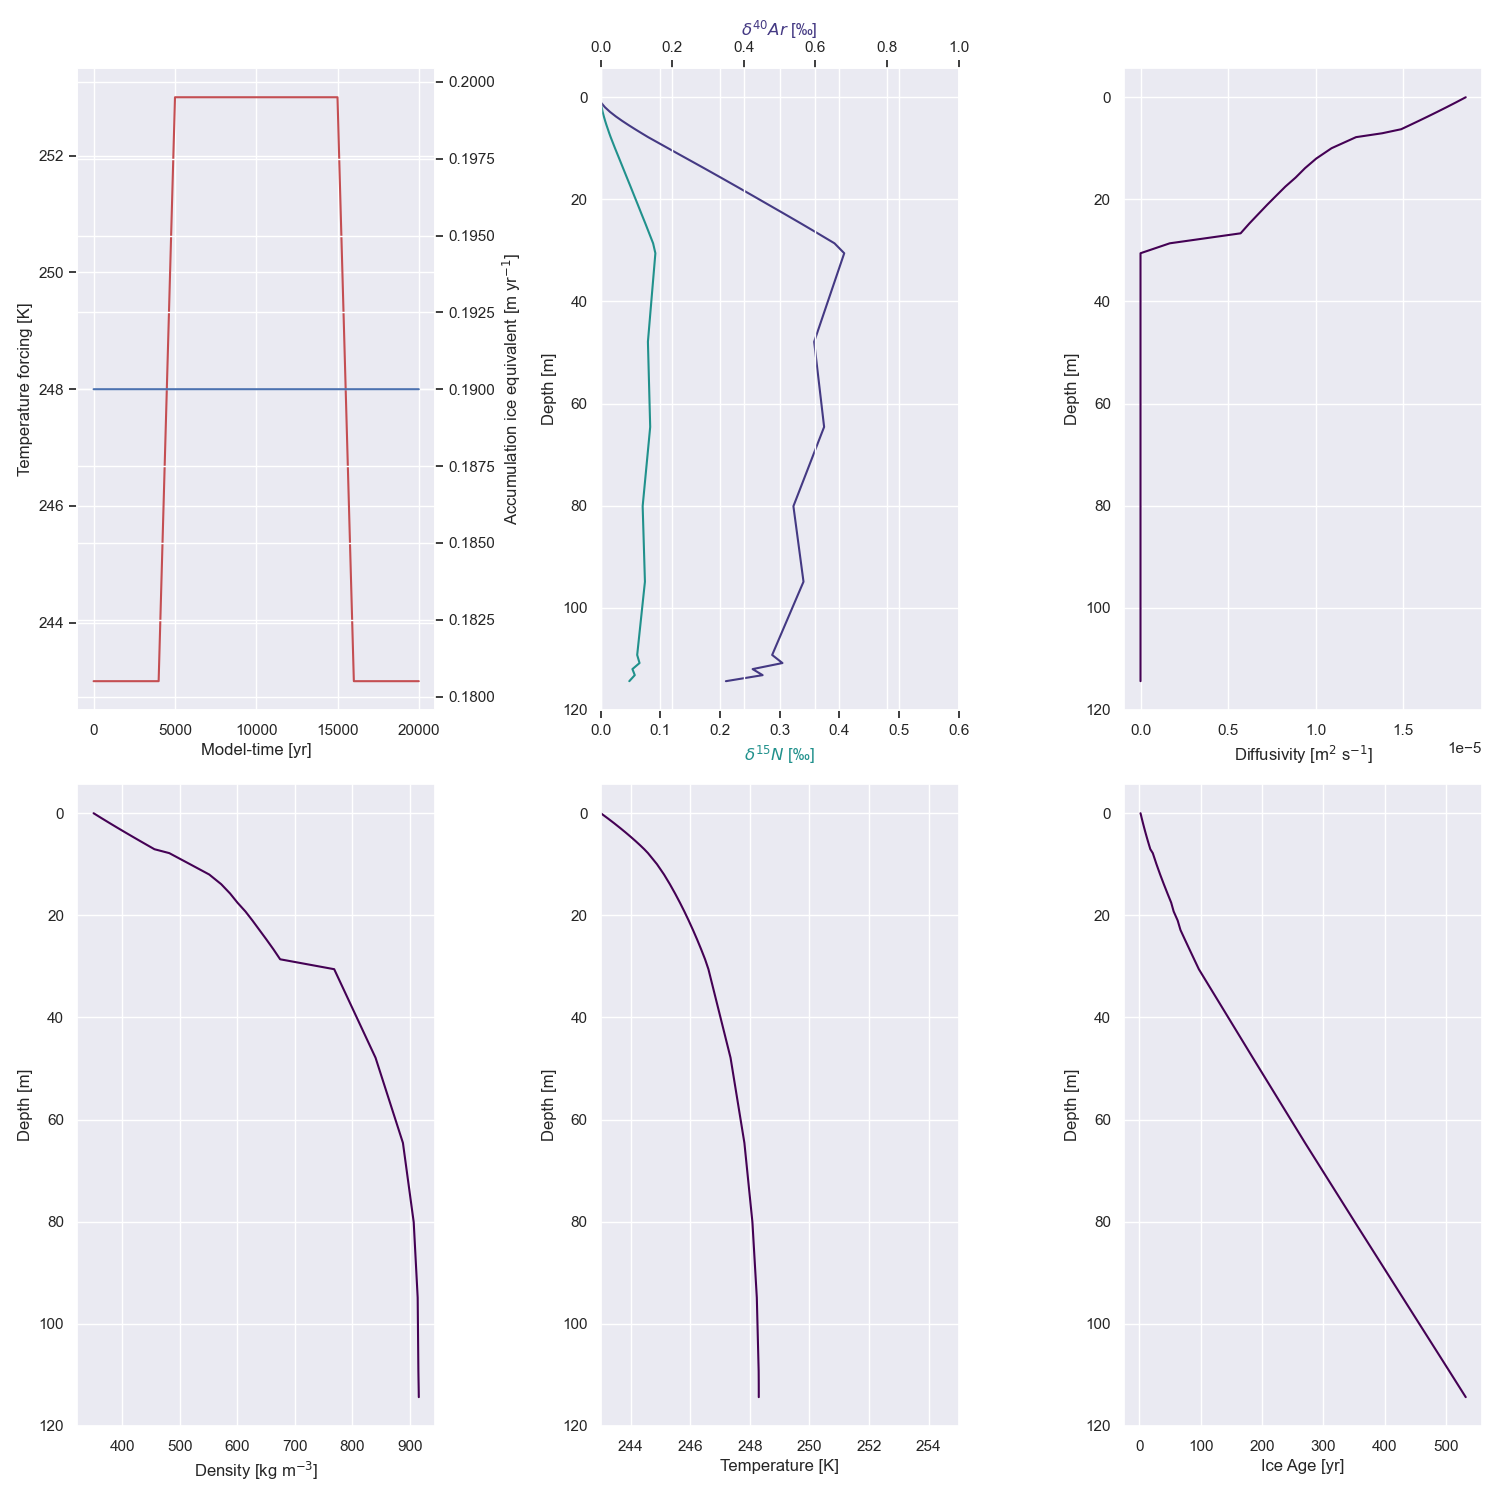 δ⁴⁰Ar [‰]
0.0 0.2 0.4 0.6 0.8 1.0
Temperature forcing [K]
252
250
248
246
244
0.2000
0.1975
0.1950
0.1925
0.1900
0.1875
0.1850
0.1825
0.1800
Accumulation ice equivalent [m yr⁻¹]
0 5000 10000 15000 20000
Model-time [yr]
Depth [m]
0
20
40
60
80
100
120
0.0 0.1 0.2 0.3 0.4 0.5 0.6
δ¹⁵N [‰]
Depth [m]
0
20
40
60
80
100
120
0.0 0.5 1.0 1.5
1e−5
Diffusivity [m² s⁻¹]
Depth [m]
0
20
40
60
80
100
120
400 500 600 700 800 900
Density [kg m⁻³]
Depth [m]
0
20
40
60
80
100
120
244 246 248 250 252 254
Temperature [K]
Depth [m]
0
20
40
60
80
100
120
0 100 200 300 400 500
Ice Age [yr]